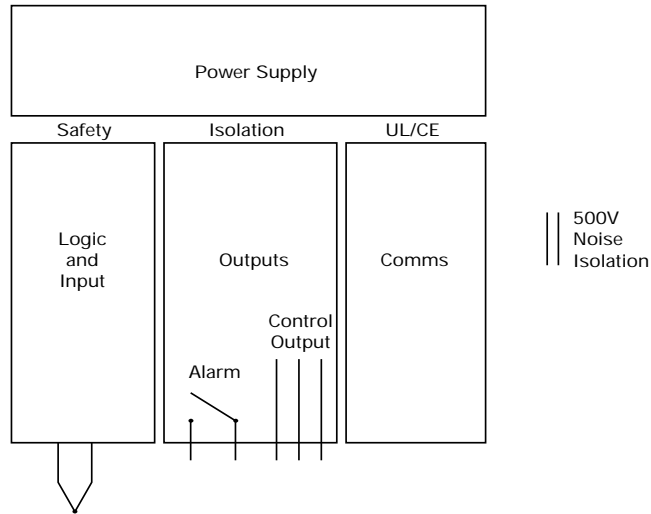 Power Supply
Safety Isolation UL/CE
Logic
and
Input
Outputs
Comms
Control
Output
Alarm
500V
Noise
Isolation